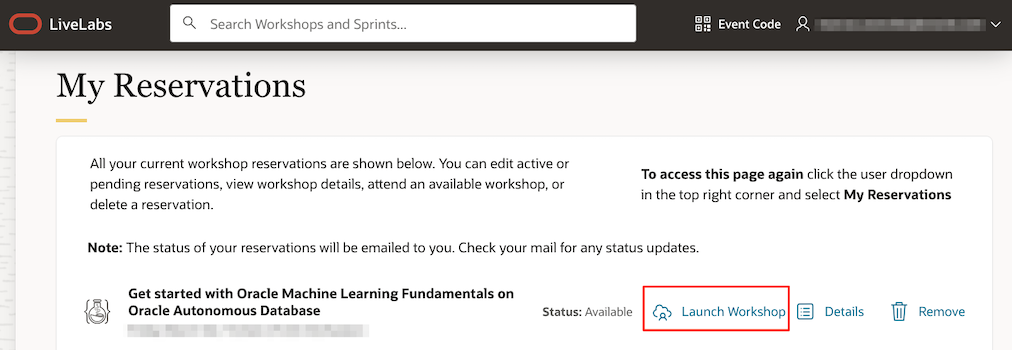 LiveLabs
Search Workshops and Sprints...
Event Code
My Reservations
All your current workshop reservations are shown below. You can edit active or
pending reservations, view workshop details, attend an available workshop, or
delete a reservation.
To access this page again click the user dropdown
in the top right corner and select My Reservations
Note: The status of your reservations will be emailed to you. Check your mail for any status updates.
Get started with Oracle Machine Learning Fundamentals on
Oracle Autonomous Database
Status: Available
Launch Workshop
Details
Remove